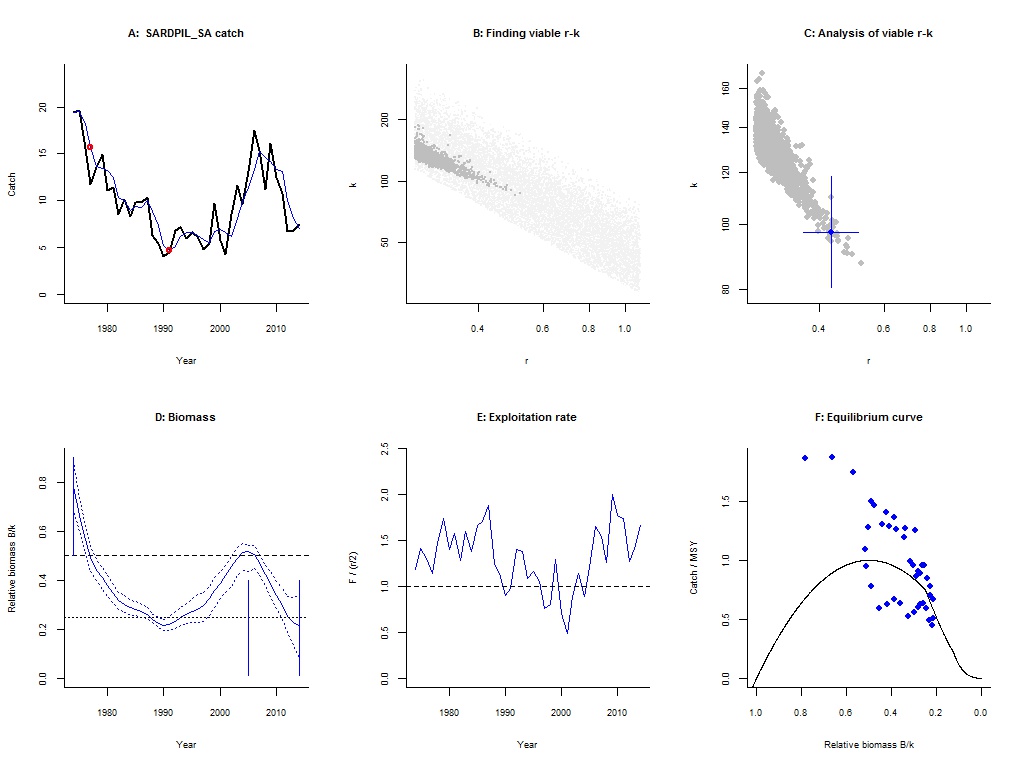 A: SARDPIL_SA catch
Catch
20
15
10
5
0
1980 1990 2000 2010
Year
B: Finding viable r-k
k
200
100
50
0.4 0.6 0.8 1.0
r
C: Analysis of viable r-k
k
160
140
120
100
80
0.4 0.6 0.8 1.0
r
D: Biomass
Relative biomass B/k
0.8
0.6
0.4
0.2
0.0
1980 1990 2000 2010
Year
E: Exploitation rate
F / (r/2)
2.5
2.0
1.5
1.0
0.5
0.0
1980 1990 2000 2010
Year
F: Equilibrium curve
Catch / MSY
1.5
1.0
0.5
0.0
1.0 0.8 0.6 0.4 0.2 0.0
Relative biomass B/k